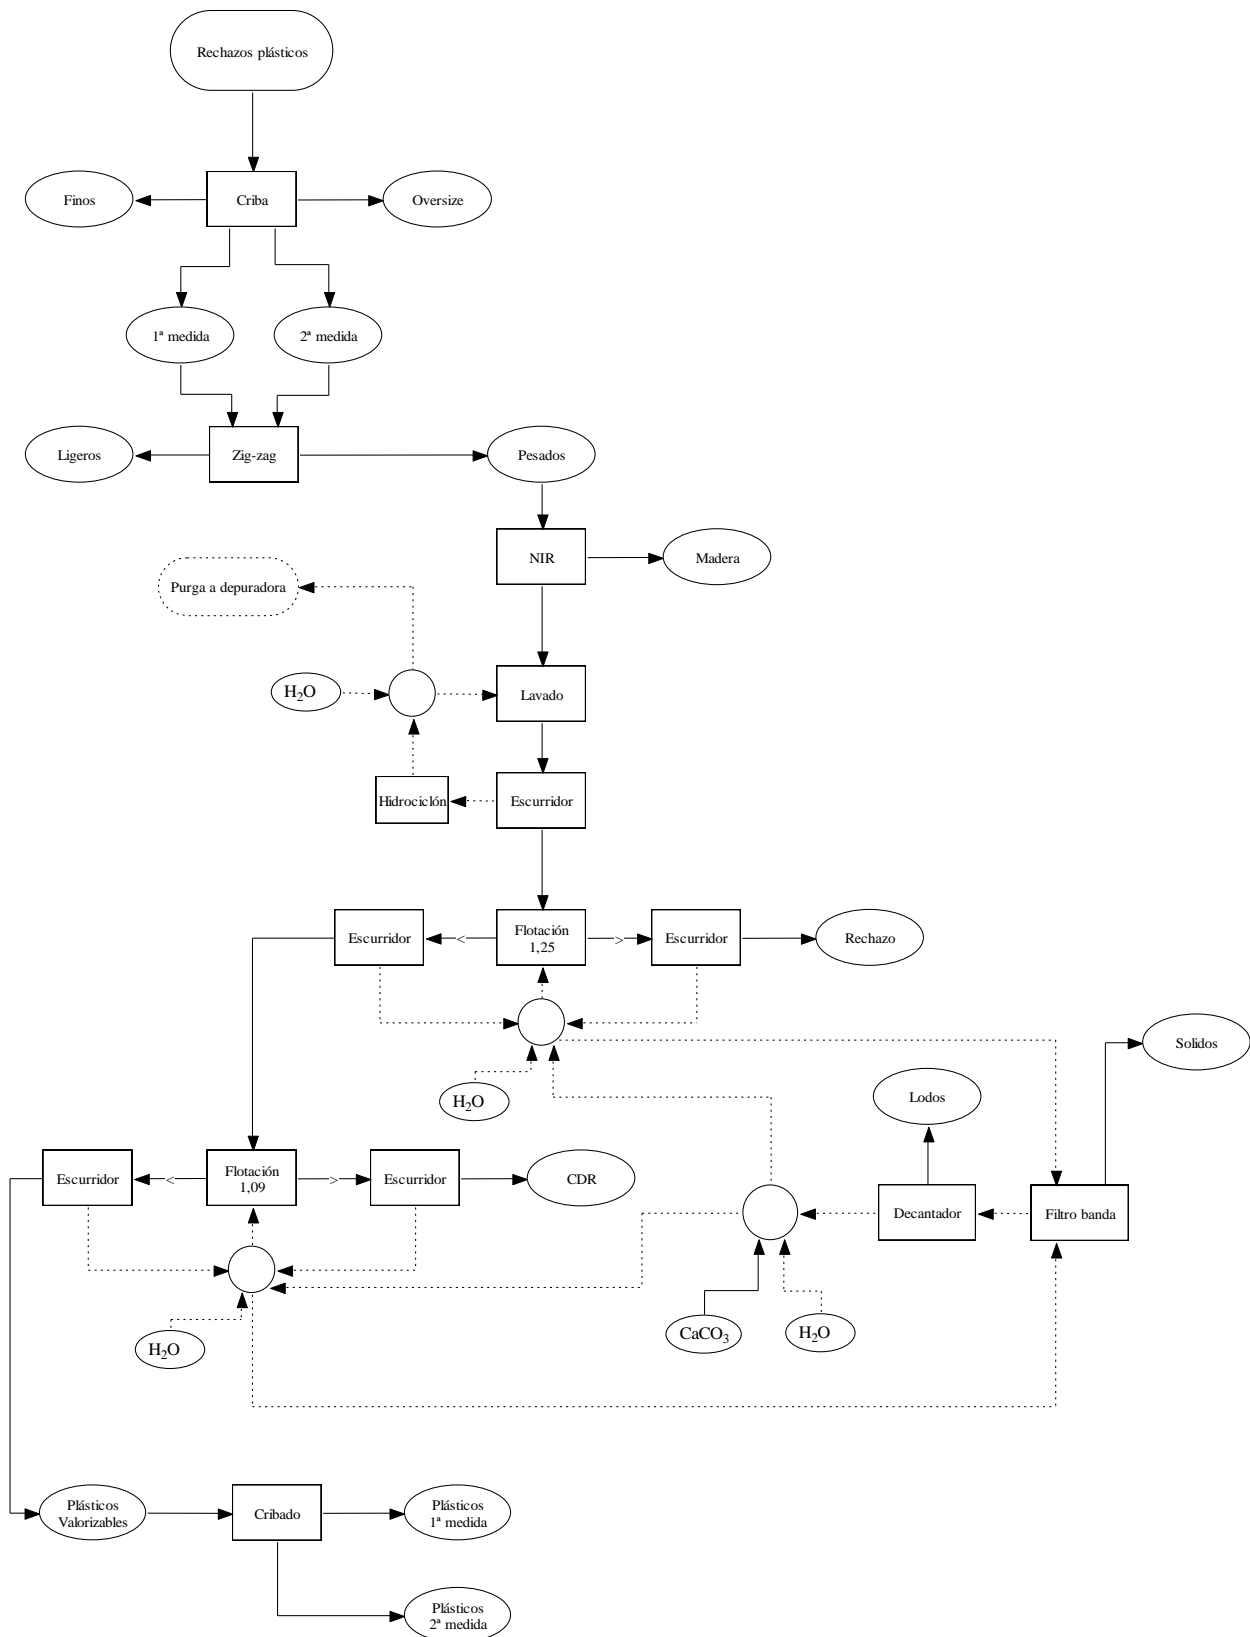 Rechazos plásticos
Finos
Criba
Oversize
1ª medida
2ª medida
Ligeros
Zig-zag
Pesados
NIR
Madera
Purga a depuradora
H₂O
Lavado
Hidrociclón
Escurridor
Escurridor
<
Flotación
1,25
>
Escurridor
Rechazo
Solidos
H₂O
Lodos
Escurridor
<
Flotación
1,09
>
Escurridor
CDR
Decantador
Filtro banda
H₂O
CaCO₃
H₂O
Plásticos
Valorizables
Cribado
Plásticos
1ª medida
Plásticos
2ª medida